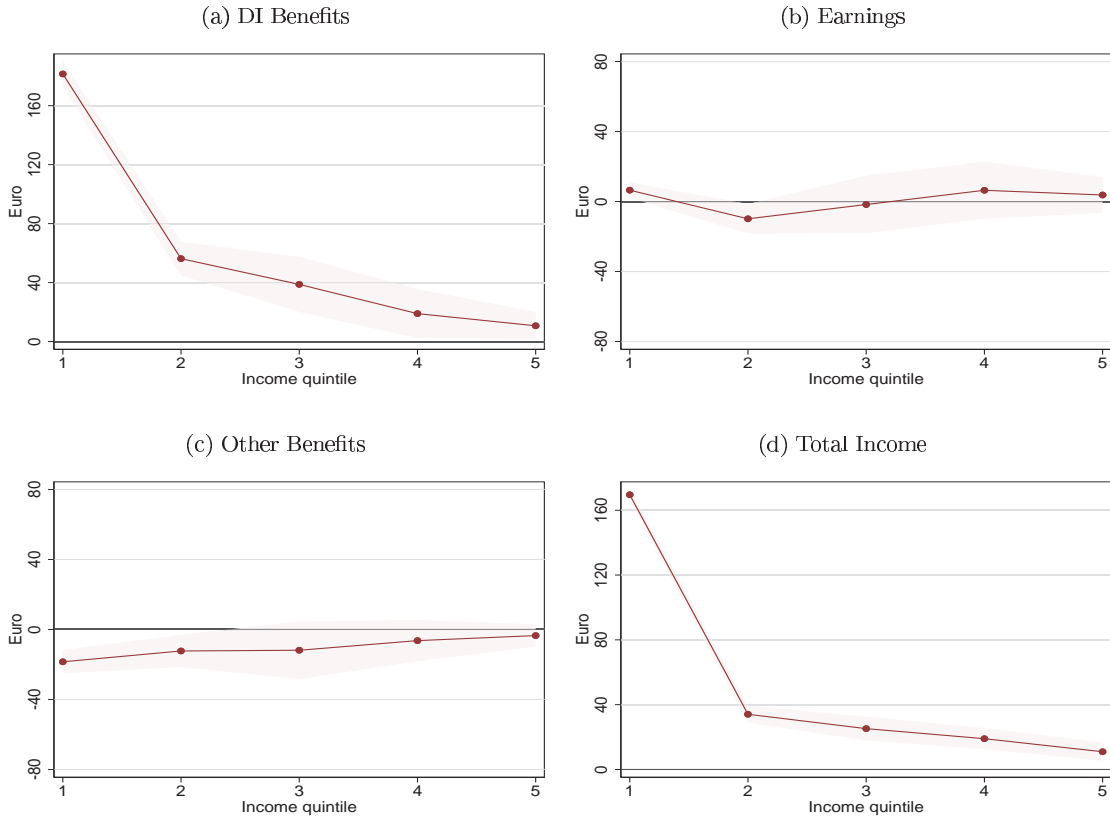 (a) DI Benefits
Euro
160
120
80
40
0
1 2 3 4 5
Income quintile
(b) Earnings
Euro
80
40
0
-40
-80
1 2 3 4 5
Income quintile
(c) Other Benefits
Euro
80
40
0
-40
-80
1 2 3 4 5
Income quintile
(d) Total Income
Euro
160
120
80
40
0
1 2 3 4 5
Income quintile